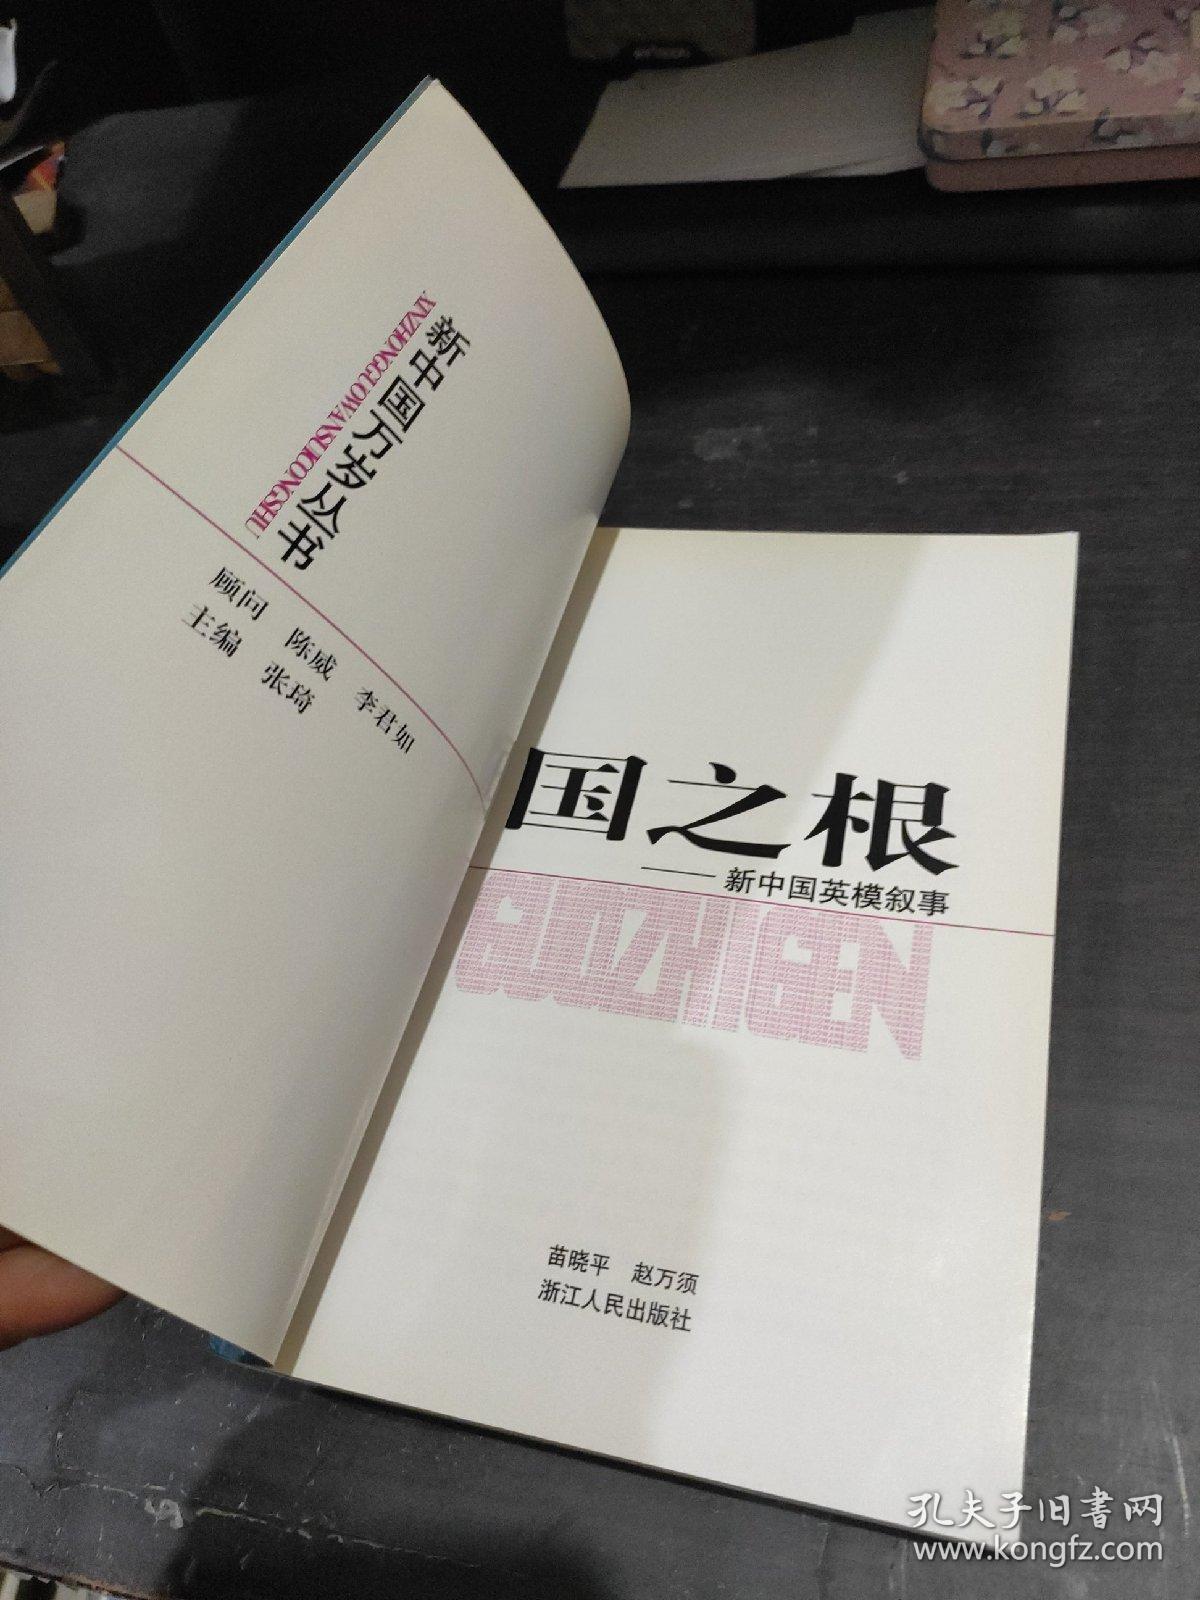 新中国万岁丛书
XINZHONGGUOWANSUICONGSHU
顾问 陈威 李君如
主编 张琦
国之根
——新中国英模叙事
GUOZHIGEN
苗晓平 赵万须
浙江人民出版社
孔夫子旧书网
www.kongfz.com